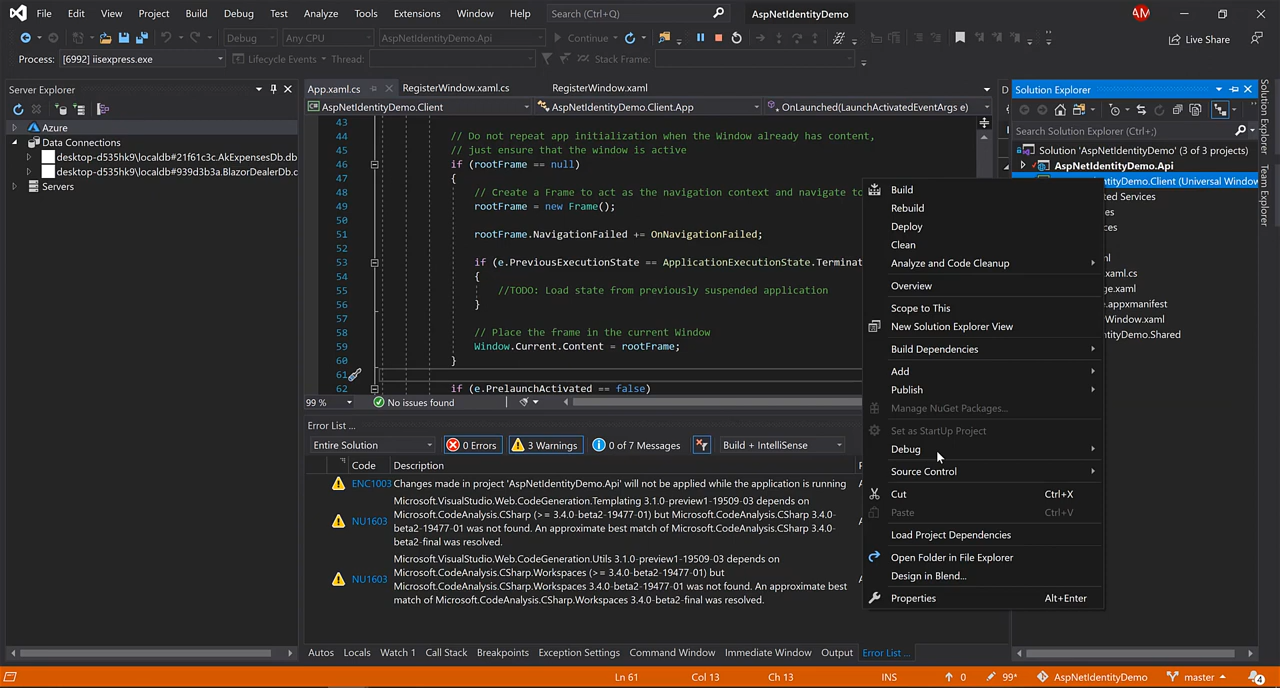 File Edit View Project Build Debug Test Analyze Tools Extensions Window Help Search (Ctrl+Q) AspNetIdentityDemo AM
Debug Any CPU AspNetIdentityDemo.Api Continue Live Share
Process: [6992] iisexpress.exe Lifecycle Events Thread: Stack Frame:
Server Explorer
Azure
Data Connections
desktop-d535hk9\localdb#21f61c3c.AkExpensesDb.db
desktop-d535hk9\localdb#939d3b3a.BlazorDealerDb.d
Servers
App.xaml.cs RegisterWindow.xaml.cs RegisterWindow.xaml
AspNetIdentityDemo.Client AspNetIdentityDemo.Client.App OnLaunched(LaunchActivatedEventArgs e)
43
44 // Do not repeat app initialization when the Window already has content,
45 // just ensure that the window is active
46 if (rootFrame == null)
47 {
48 // Create a Frame to act as the navigation context and navigate to
49 rootFrame = new Frame();
50
51 rootFrame.NavigationFailed += OnNavigationFailed;
52
53 if (e.PreviousExecutionState == ApplicationExecutionState.Termina
54 {
55 //TODO: Load state from previously suspended application
56 }
57
58 // Place the frame in the current Window
59 Window.Current.Content = rootFrame;
60 }
61
62 if (e.PrelaunchActivated == false)
99 % No issues found
Error List ...
Entire Solution 0 Errors 3 Warnings 0 of 7 Messages Build + IntelliSense
Code Description
ENC1003 Changes made in project 'AspNetIdentityDemo.Api' will not be applied while the application is running
NU1603 Microsoft.VisualStudio.Web.CodeGeneration.Templating 3.1.0-preview1-19509-03 depends on
Microsoft.CodeAnalysis.CSharp (>= 3.4.0-beta2-19477-01) but Microsoft.CodeAnalysis.CSharp 3.4.0-
beta2-19477-01 was not found. An approximate best match of Microsoft.CodeAnalysis.CSharp 3.4.0-
beta2-final was resolved.
NU1603 Microsoft.VisualStudio.Web.CodeGeneration.Utils 3.1.0-preview1-19509-03 depends on
Microsoft.CodeAnalysis.CSharp.Workspaces (>= 3.4.0-beta2-19477-01) but
Microsoft.CodeAnalysis.CSharp.Workspaces 3.4.0-beta2-19477-01 was not found. An approximate best
match of Microsoft.CodeAnalysis.CSharp.Workspaces 3.4.0-beta2-final was resolved.
Autos Locals Watch 1 Call Stack Breakpoints Exception Settings Command Window Immediate Window Output Error List ...
Build
Rebuild
Deploy
Clean
Analyze and Code Cleanup
Overview
Scope to This
New Solution Explorer View
Build Dependencies
Add
Publish
Manage NuGet Packages...
Set as StartUp Project
Debug
Source Control
Cut Ctrl+X
Paste Ctrl+V
Load Project Dependencies
Open Folder in File Explorer
Design in Blend...
Properties Alt+Enter
Solution Explorer
Search Solution Explorer (Ctrl+;)
Solution 'AspNetIdentityDemo' (3 of 3 projects)
AspNetIdentityDemo.Api
ntityDemo.Client (Universal Window
ted Services
es
ces
ml
xaml.cs
ge.xaml
e.appxmanifest
rWindow.xaml
ntityDemo.Shared
Solution Explorer
Team Explorer
Ln 61 Col 13 Ch 13 INS 0 99* AspNetIdentityDemo master 4